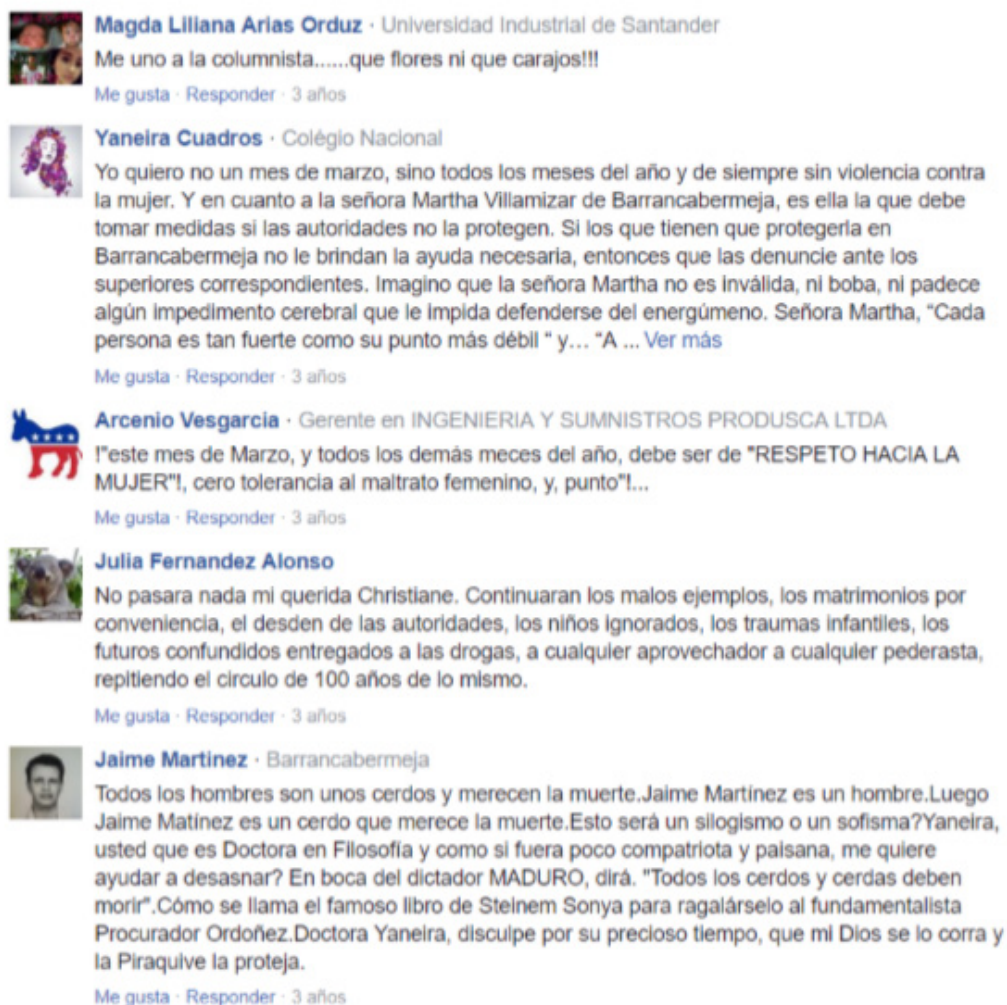 Magda Liliana Arias Orduz · Universidad Industrial de Santander
Me uno a la columnista......que flores ni que carajos!!!
Me gusta · Responder · 3 años
Yaneira Cuadros · Colégio Nacional
Yo quiero no un mes de marzo, sino todos los meses del año y de siempre sin violencia contra
la mujer. Y en cuanto a la señora Martha Villamizar de Barrancabermeja, es ella la que debe
tomar medidas si las autoridades no la protegen. Si los que tienen que protegerla en
Barrancabermeja no le brindan la ayuda necesaria, entonces que las denuncie ante los
superiores correspondientes. Imagino que la señora Martha no es inválida, ni boba, ni padece
algún impedimento cerebral que le impida defenderse del energúmeno. Señora Martha, “Cada
persona es tan fuerte como su punto más débil “ y… “A ... Ver más
Me gusta · Responder · 3 años
Arcenio Vesgarcia · Gerente en INGENIERIA Y SUMNISTROS PRODUSCA LTDA
!"este mes de Marzo, y todos los demás meces del año, debe ser de "RESPETO HACIA LA
MUJER"!, cero tolerancia al maltrato femenino, y, punto"!...
Me gusta · Responder · 3 años
Julia Fernandez Alonso
No pasara nada mi querida Christiane. Continuaran los malos ejemplos, los matrimonios por
conveniencia, el desden de las autoridades, los niños ignorados, los traumas infantiles, los
futuros confundidos entregados a las drogas, a cualquier aprovechador a cualquier pederasta,
repitiendo el circulo de 100 años de lo mismo.
Me gusta · Responder · 3 años
Jaime Martinez · Barrancabermeja
Todos los hombres son unos cerdos y merecen la muerte.Jaime Martínez es un hombre.Luego
Jaime Matínez es un cerdo que merece la muerte.Esto será un silogismo o un sofisma?Yaneira,
usted que es Doctora en Filosofía y como si fuera poco compatriota y paisana, me quiere
ayudar a desasnar? En boca del dictador MADURO, dirá. "Todos los cerdos y cerdas deben
morir".Cómo se llama el famoso libro de Steinem Sonya para ragalárselo al fundamentalista
Procurador Ordoñez.Doctora Yaneira, disculpe por su precioso tiempo, que mi Dios se lo corra y
la Piraquive la proteja.
Me gusta · Responder · 3 años